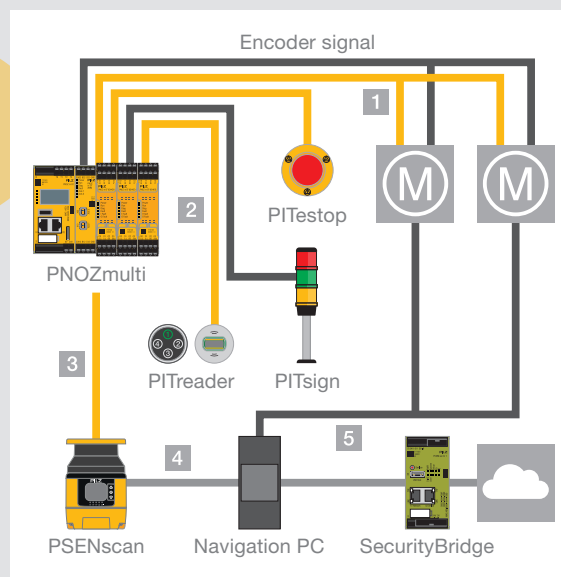 Encoder signal
1
M
M
2
PITestop
PNOZmulti
3
PITreader
PITsign
4
5
PSENscan
Navigation PC
SecurityBridge